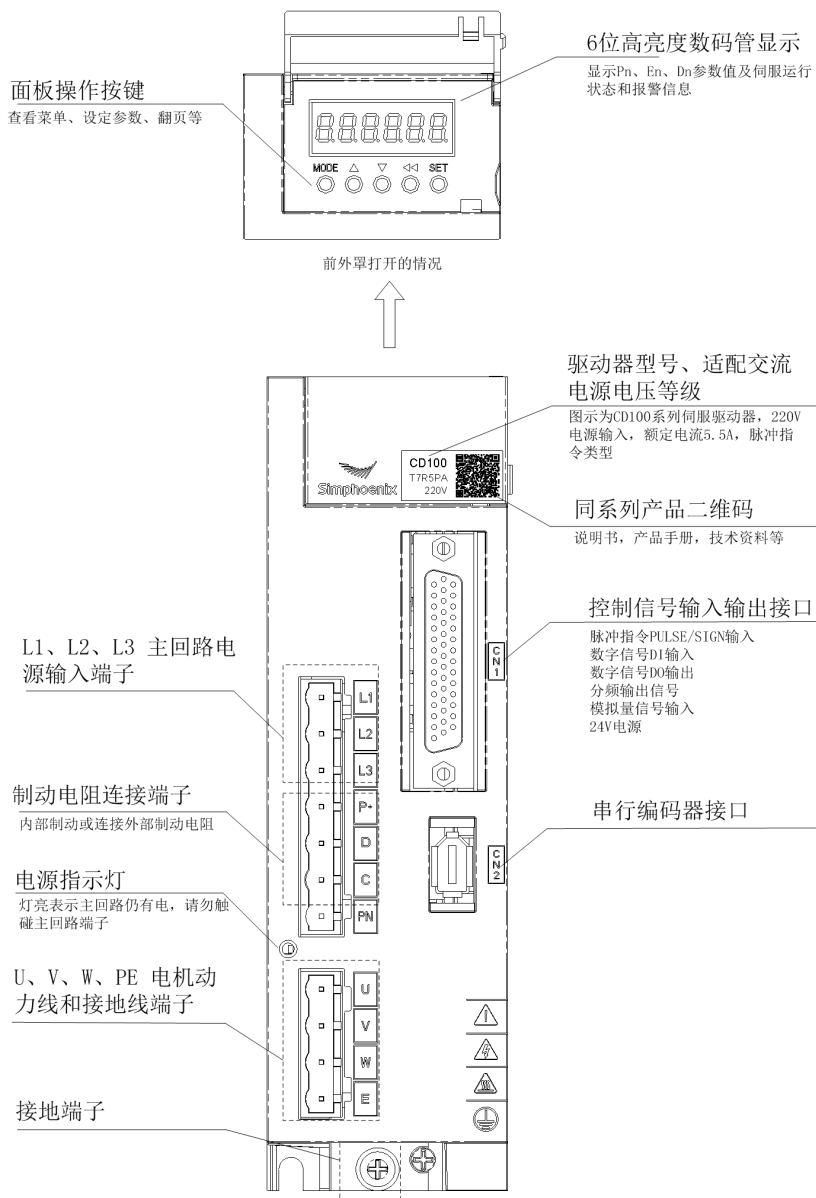 6位高亮度数码管显示
显示Pn、En、Dn参数值及伺服运行
状态和报警信息
面板操作按键
查看菜单、设定参数、翻页等
8.8.8.8.8.8.
MODE △ ▽ ◁◁ SET
前外罩打开的情况
驱动器型号、适配交流
电源电压等级
图示为CD100系列伺服驱动器，220V
电源输入，额定电流5.5A，脉冲指
令类型
Simphoenix
CD100
T7R5PA
220V
同系列产品二维码
说明书，产品手册，技术资料等
控制信号输入输出接口
脉冲指令PULSE/SIGN输入
数字信号DI输入
数字信号DO输出
分频输出信号
模拟量信号输入
24V电源
CN1
L1、L2、L3 主回路电
源输入端子
L1
L2
L3
制动电阻连接端子
内部制动或连接外部制动电阻
P+
D
C
PN
串行编码器接口
CN2
电源指示灯
灯亮表示主回路仍有电，请勿触
碰主回路端子
U、V、W、PE 电机动
力线和接地线端子
U
V
W
E
接地端子